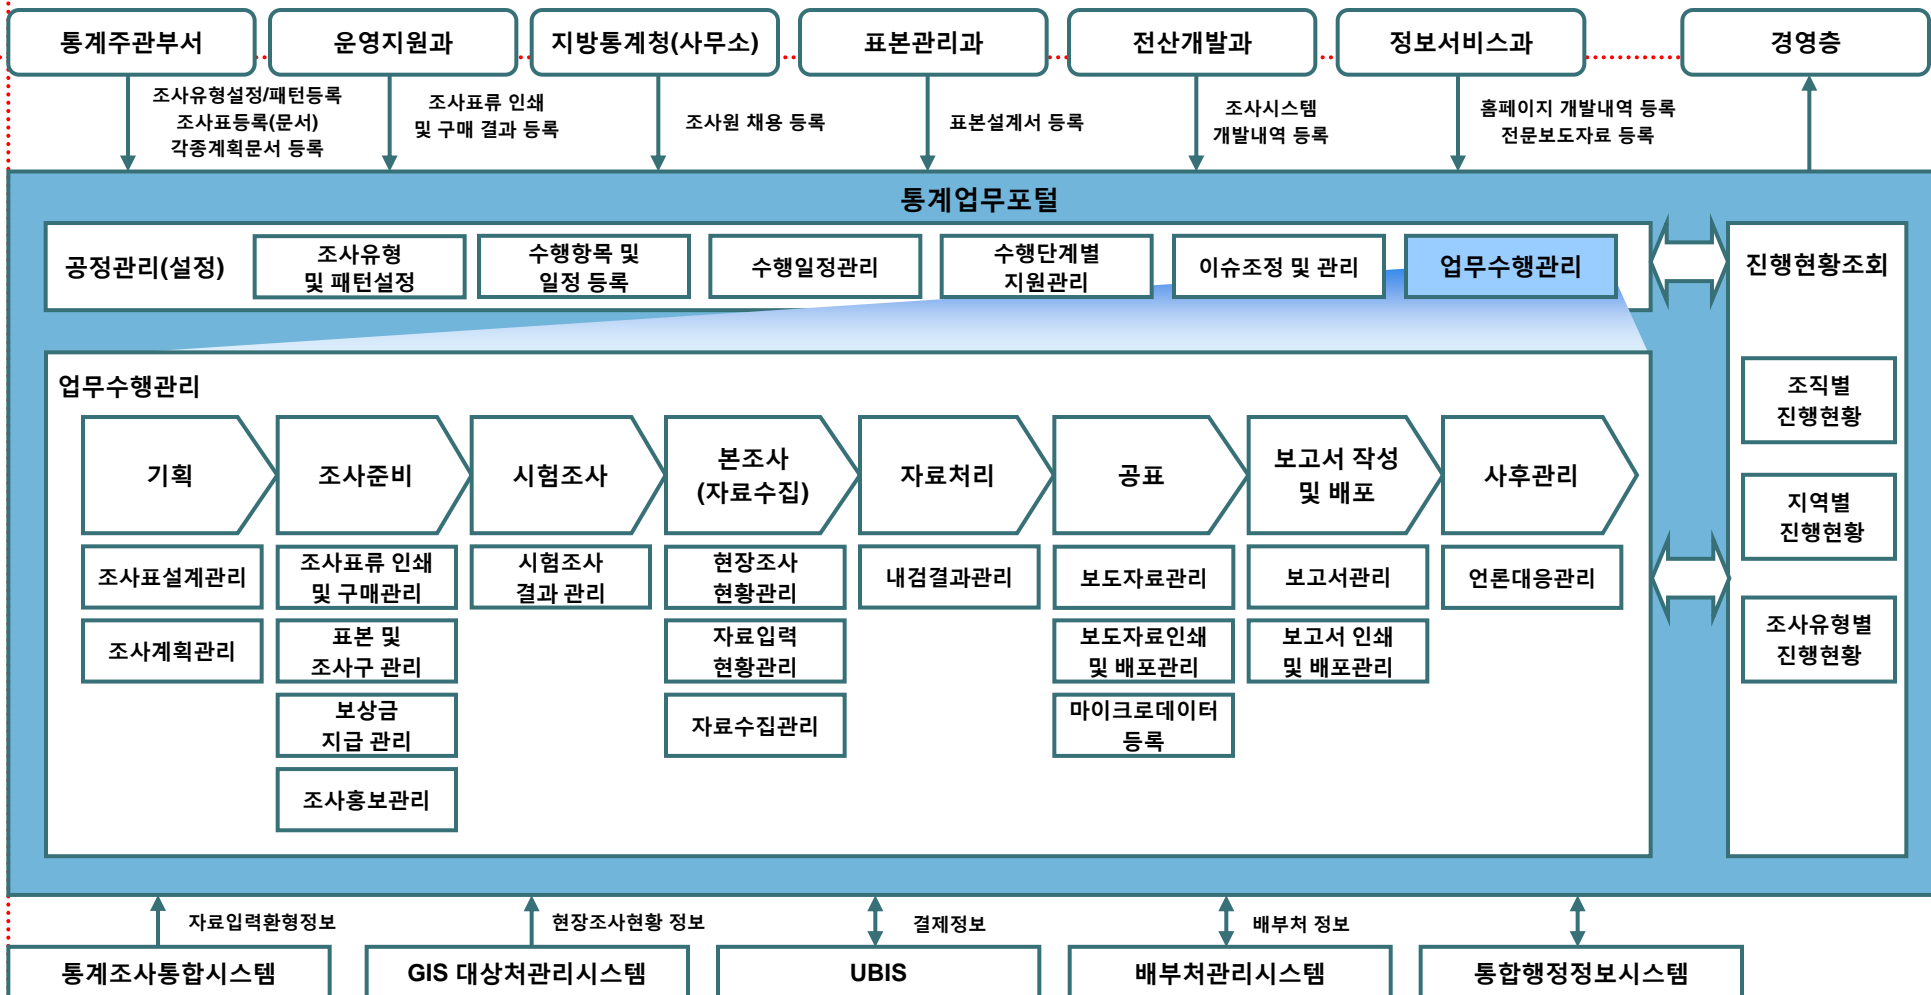 통계주관부서
운영지원과
지방통계청(사무소)
표본관리과
전산개발과
정보서비스과
경영층
조사유형설정/패턴등록
조사표등록(문서)
각종계획문서 등록
조사표류 인쇄
및 구매 결과 등록
조사원 채용 등록
표본설계서 등록
조사시스템
개발내역 등록
홈페이지 개발내역 등록
전문보도자료 등록
통계업무포털
공정관리(설정)
조사유형
및 패턴설정
수행항목 및
일정 등록
수행일정관리
수행단계별
지원관리
이슈조정 및 관리
업무수행관리
진행현황조회
조직별
진행현황
지역별
진행현황
조사유형별
진행현황
업무수행관리
기획
조사준비
시험조사
본조사
(자료수집)
자료처리
공표
보고서 작성
및 배포
사후관리
조사표설계관리
조사계획관리
조사표류 인쇄
및 구매관리
표본 및
조사구 관리
보상금
지급 관리
조사홍보관리
시험조사
결과 관리
현장조사
현황관리
자료입력
현황관리
자료수집관리
내검결과관리
보도자료관리
보도자료인쇄
및 배포관리
마이크로데이터
등록
보고서관리
보고서 인쇄
및 배포관리
언론대응관리
자료입력환형정보
현장조사현황 정보
결제정보
배부처 정보
통계조사통합시스템
GIS 대상처관리시스템
UBIS
배부처관리시스템
통합행정정보시스템